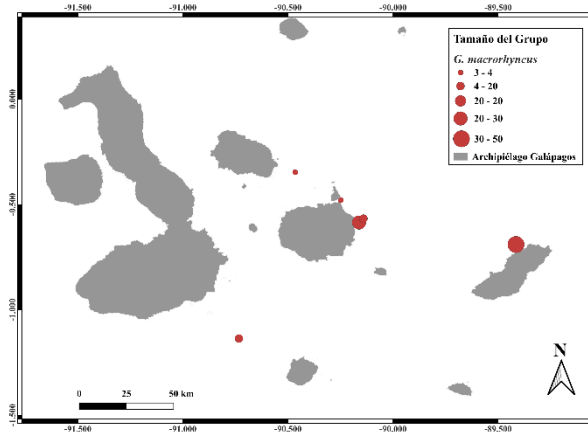 -91.500 -91.000 -90.500 -90.000 -89.500
Tamaño del Grupo
G. macrorhyncus
3 - 4
4 - 20
20 - 20
20 - 30
30 - 50
Archipiélago Galápagos
0.000
-0.500
-1.000
-1.500
N
0 25 50 km
-91.500 -91.000 -90.500 -90.000 -89.500